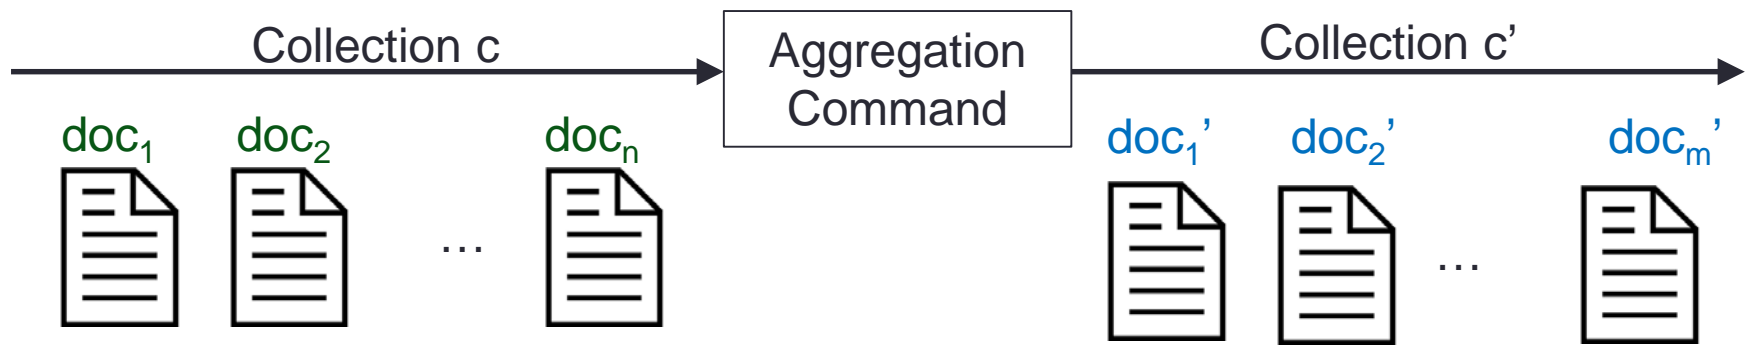 Collection c
Aggregation
Command
Collection c’
doc₁
doc₂
...
docₙ
doc₁’
doc₂’
...
docₘ’